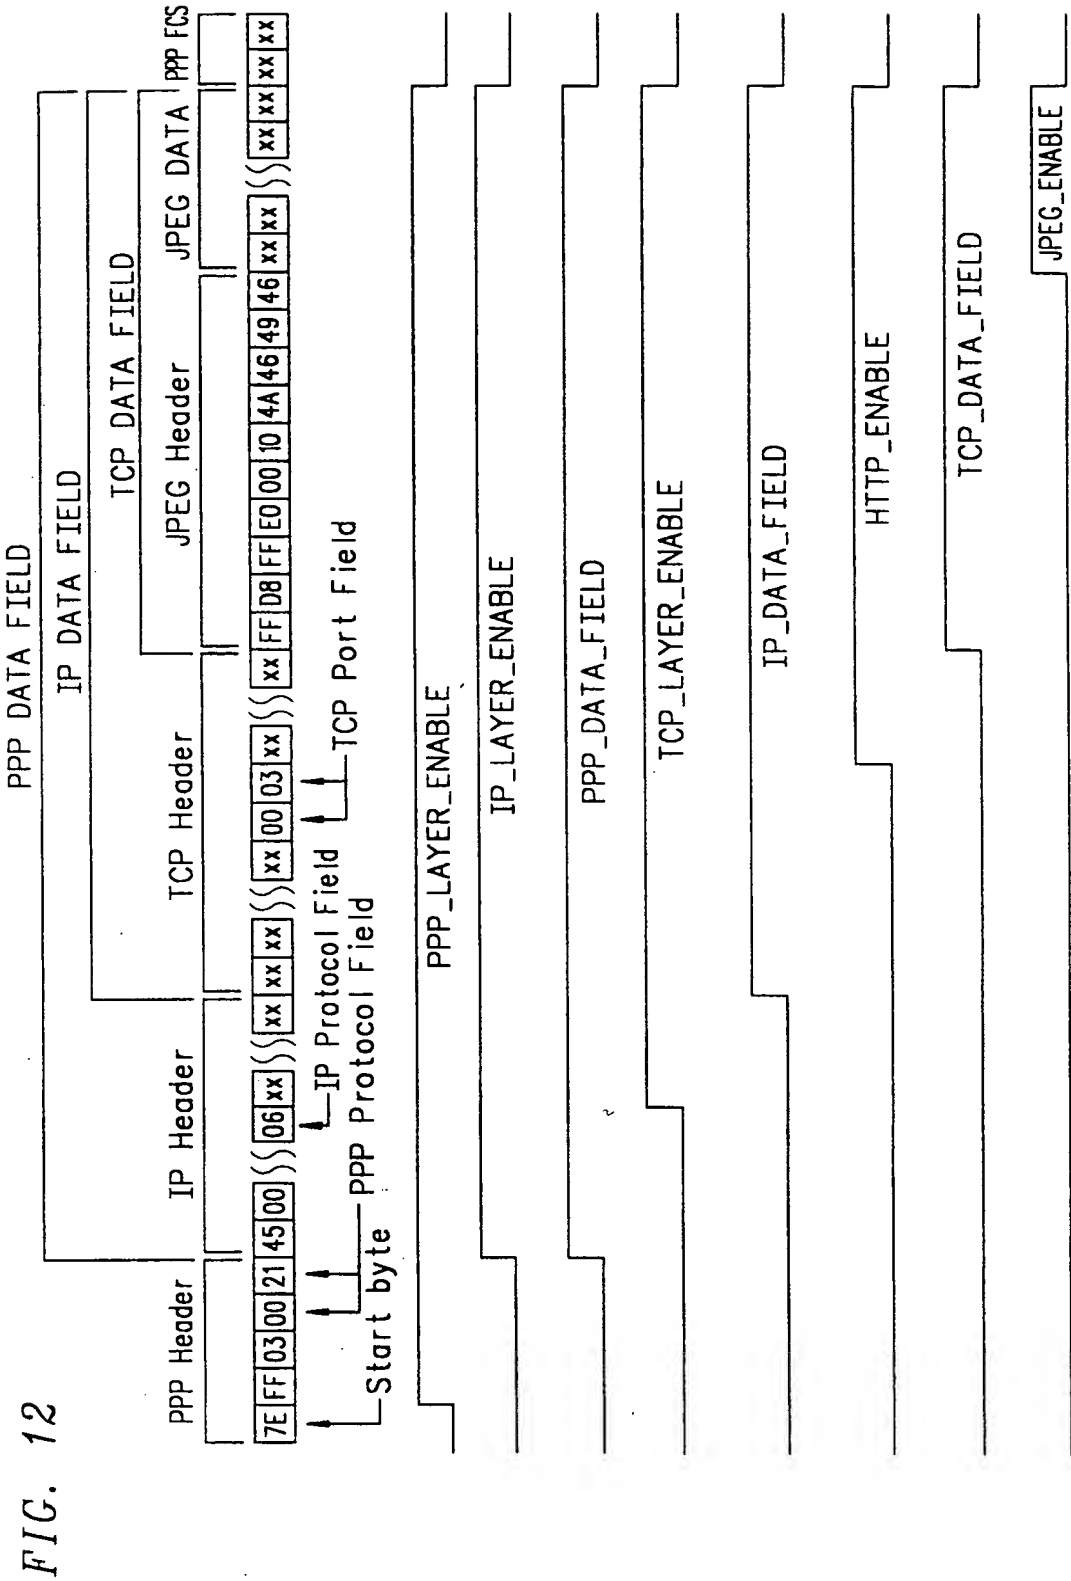 FIG. 12
PPP DATA FIELD
IP DATA FIELD
TCP DATA FIELD
PPP Header
IP Header
TCP Header
JPEG Header
JPEG DATA
PPP FCS
7E FF 03 00 21 45 00 06 xx xx xx xx xx xx 00 03 xx xx FF D8 FF E0 00 10 4A 46 49 46 xx xx xx xx xx xx
Start byte
PPP Protocol Field
IP Protocol Field
TCP Port Field
PPP_LAYER_ENABLE
IP_LAYER_ENABLE
PPP_DATA_FIELD
TCP_LAYER_ENABLE
IP_DATA_FIELD
HTTP_ENABLE
TCP_DATA_FIELD
JPEG_ENABLE